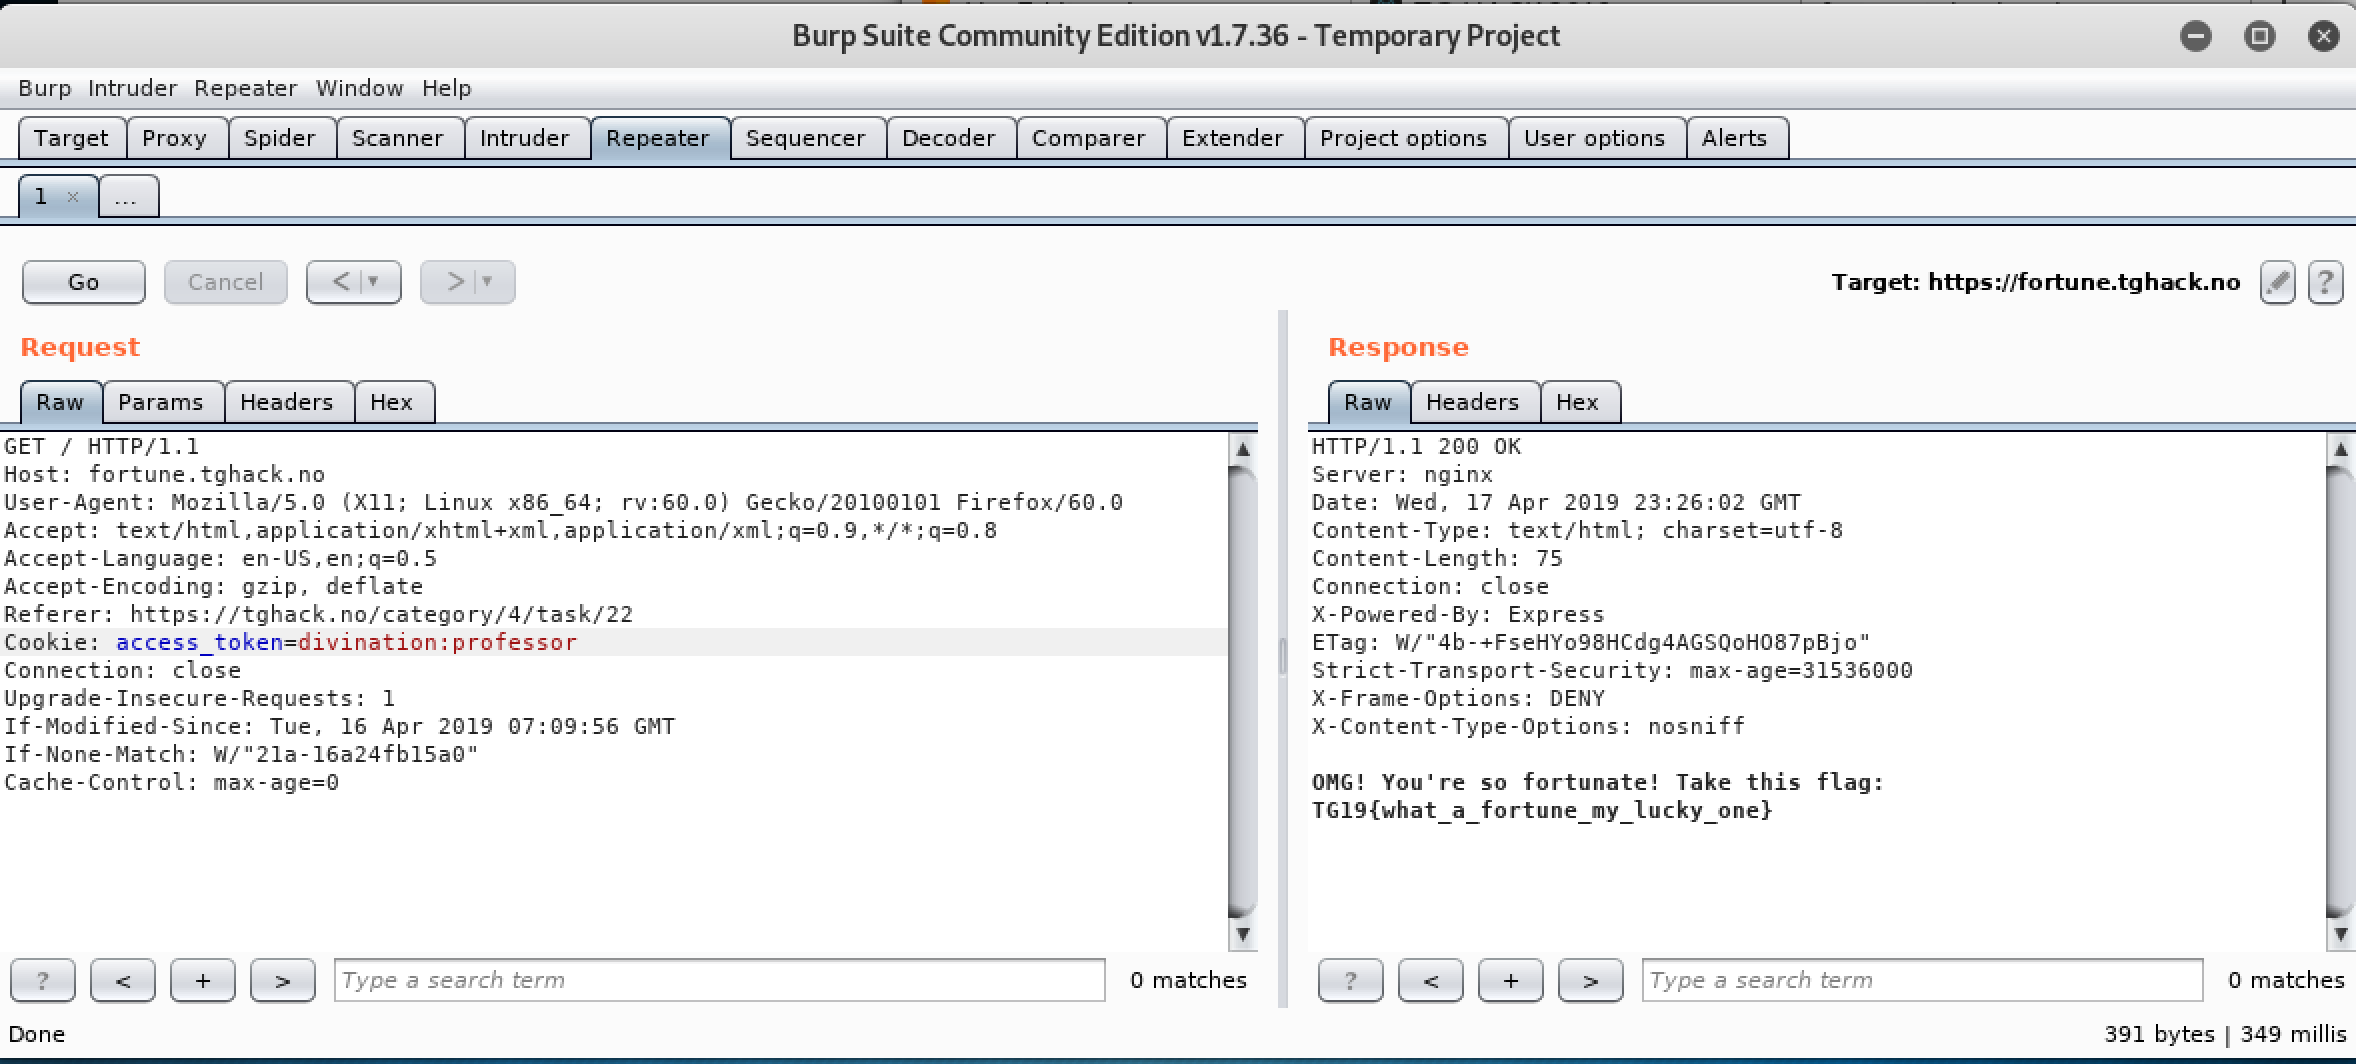 Burp Suite Community Edition v1.7.36 - Temporary Project
Burp Intruder Repeater Window Help
Target Proxy Spider Scanner Intruder Repeater Sequencer Decoder Comparer Extender Project options User options Alerts
1 × ...
Go Cancel < > Target: https://fortune.tghack.no ?
Request
Raw Params Headers Hex
GET / HTTP/1.1
Host: fortune.tghack.no
User-Agent: Mozilla/5.0 (X11; Linux x86_64; rv:60.0) Gecko/20100101 Firefox/60.0
Accept: text/html,application/xhtml+xml,application/xml;q=0.9,*/*;q=0.8
Accept-Language: en-US,en;q=0.5
Accept-Encoding: gzip, deflate
Referer: https://tghack.no/category/4/task/22
Cookie: access_token=divination:professor
Connection: close
Upgrade-Insecure-Requests: 1
If-Modified-Since: Tue, 16 Apr 2019 07:09:56 GMT
If-None-Match: W/"21a-16a24fb15a0"
Cache-Control: max-age=0
? < + > Type a search term 0 matches
Response
Raw Headers Hex
HTTP/1.1 200 OK
Server: nginx
Date: Wed, 17 Apr 2019 23:26:02 GMT
Content-Type: text/html; charset=utf-8
Content-Length: 75
Connection: close
X-Powered-By: Express
ETag: W/"4b-+FseHYo98HCdg4AGSQoHO87pBjo"
Strict-Transport-Security: max-age=31536000
X-Frame-Options: DENY
X-Content-Type-Options: nosniff
OMG! You're so fortunate! Take this flag:
TG19{what_a_fortune_my_lucky_one}
? < + > Type a search term 0 matches
Done 391 bytes | 349 millis